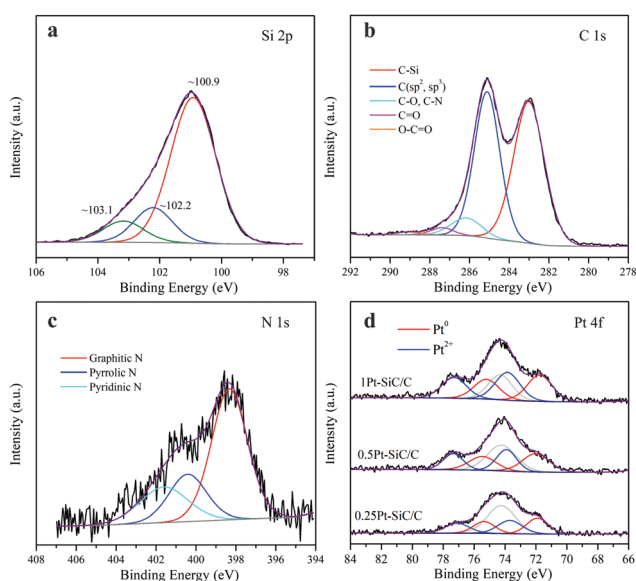 a
Si 2p
~100.9
~103.1
~102.2
Intensity (a.u.)
106 104 102 100 98
Binding Energy (eV)
b
C 1s
C-Si
C(sp², sp³)
C-O, C-N
C=O
O-C=O
Intensity (a.u.)
292 290 288 286 284 282 280 278
Binding Energy (eV)
c
N 1s
Graphitic N
Pyrrolic N
Pyridinic N
Intensity (a.u.)
408 406 404 402 400 398 396 394
Binding Energy (eV)
d
Pt 4f
Pt⁰
Pt²⁺
1Pt-SiC/C
0.5Pt-SiC/C
0.25Pt-SiC/C
Intensity (a.u.)
84 82 80 78 76 74 72 70 68 66
Binding Energy (eV)